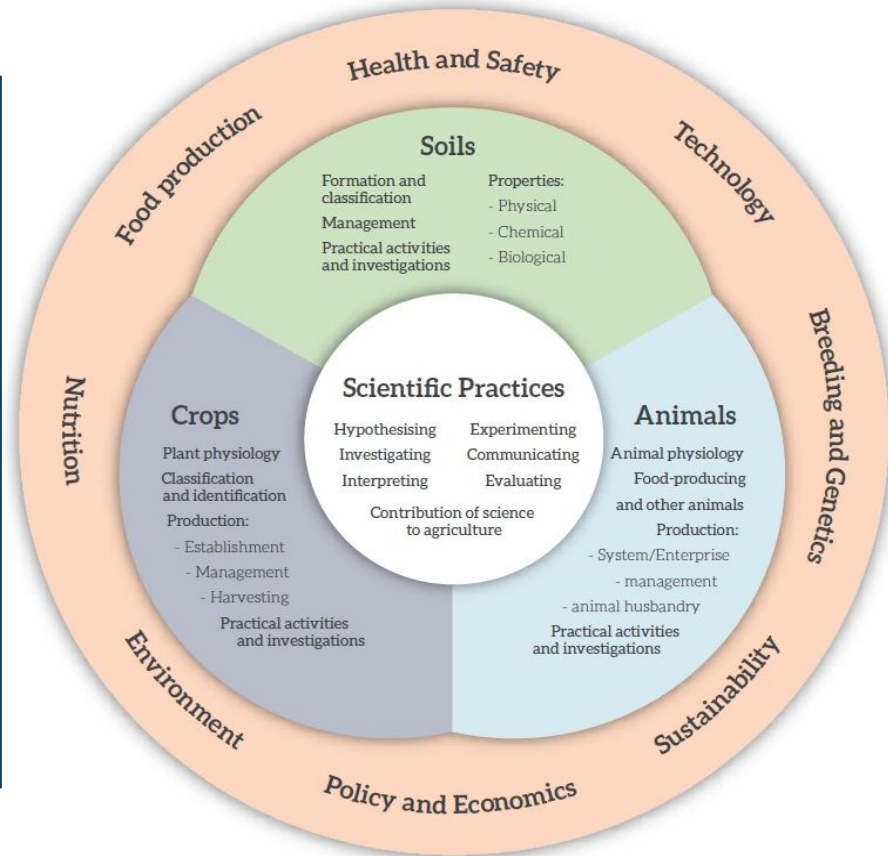 Health and Safety
Technology
Breeding and Genetics
Sustainability
Policy and Economics
Environment
Nutrition
Food production
Soils
Formation and
classification
Management
Practical activities
and investigations
Properties:
- Physical
- Chemical
- Biological
Scientific Practices
Hypothesising
Investigating
Interpreting
Experimenting
Communicating
Evaluating
Contribution of science
to agriculture
Crops
Plant physiology
Classification
and identification
Production:
- Establishment
- Management
- Harvesting
Practical activities
and investigations
Animals
Animal physiology
Food-producing
and other animals
Production:
- System/Enterprise
- management
- animal husbandry
Practical activities
and investigations